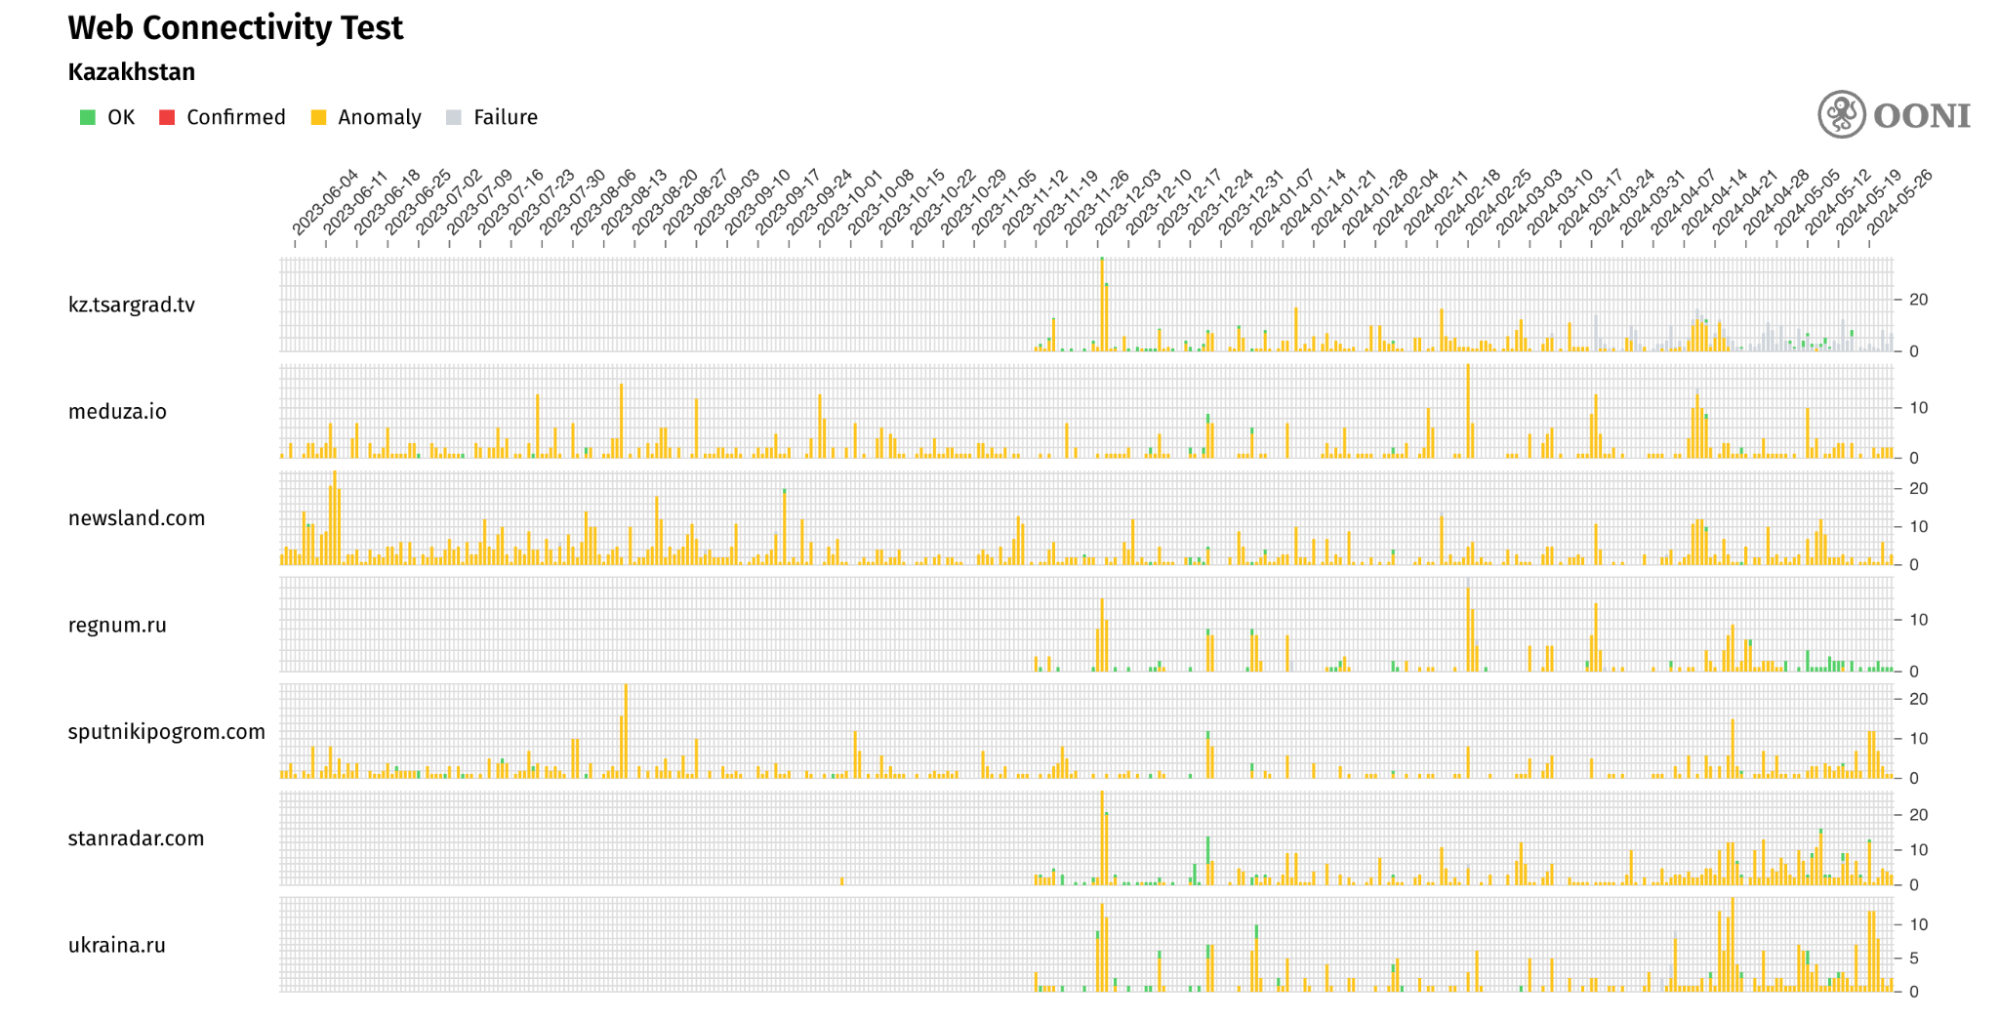 Web Connectivity Test
Kazakhstan
OK Confirmed Anomaly Failure
OONI
2023-06-04 2023-06-11 2023-06-18 2023-06-25 2023-07-02 2023-07-09 2023-07-16 2023-07-23 2023-07-30 2023-08-06 2023-08-13 2023-08-20 2023-08-27 2023-09-03 2023-09-10 2023-09-17 2023-09-24 2023-10-01 2023-10-08 2023-10-15 2023-10-22 2023-10-29 2023-11-05 2023-11-12 2023-11-19 2023-11-26 2023-12-03 2023-12-10 2023-12-17 2023-12-24 2023-12-31 2024-01-07 2024-01-14 2024-01-21 2024-01-28 2024-02-04 2024-02-11 2024-02-18 2024-02-25 2024-03-03 2024-03-10 2024-03-17 2024-03-24 2024-03-31 2024-04-07 2024-04-14 2024-04-21 2024-04-28 2024-05-05 2024-05-12 2024-05-19 2024-05-26
kz.tsargrad.tv
20
0
meduza.io
10
0
newsland.com
20
10
0
regnum.ru
10
0
sputnikipogrom.com
20
10
0
stanradar.com
20
10
0
ukraina.ru
10
5
0